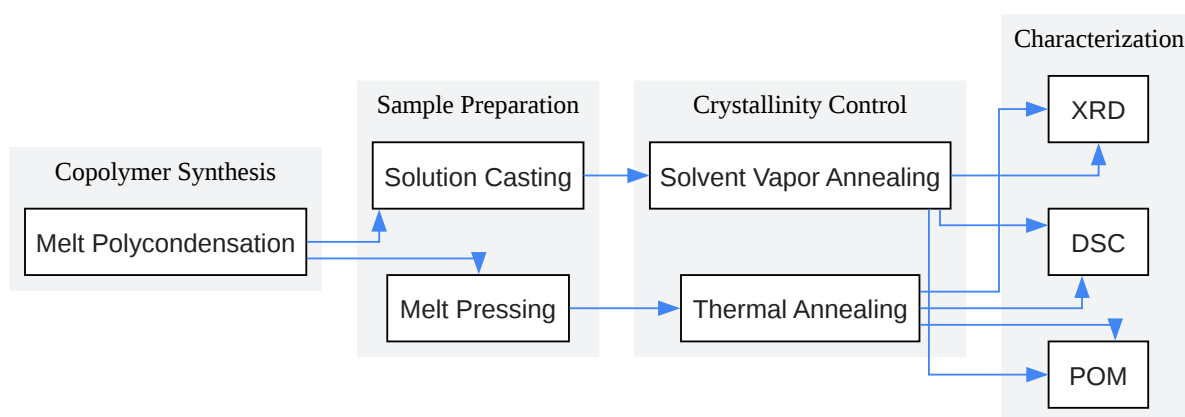 Copolymer Synthesis
Melt Polycondensation
Sample Preparation
Solution Casting
Melt Pressing
Crystallinity Control
Solvent Vapor Annealing
Thermal Annealing
Characterization
XRD
DSC
POM